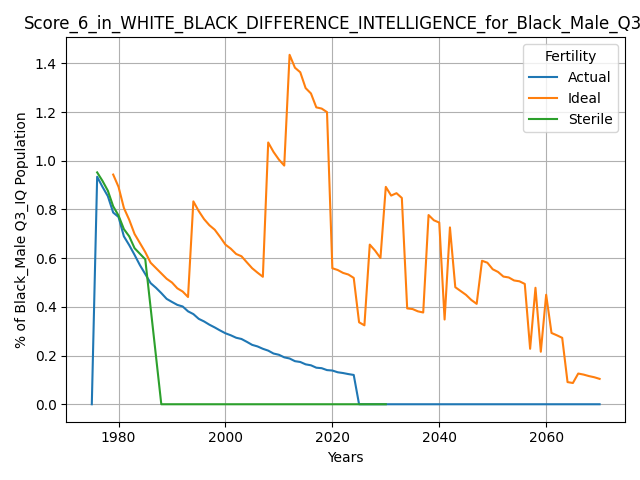 Score_6_in_WHITE_BLACK_DIFFERENCE_INTELLIGENCE_for_Black_Male_Q3
Fertility
Actual
Ideal
Sterile
% of Black_Male Q3_IQ Population
1.4
1.2
1.0
0.8
0.6
0.4
0.2
0.0
1980
2000
2020
2040
2060
Years